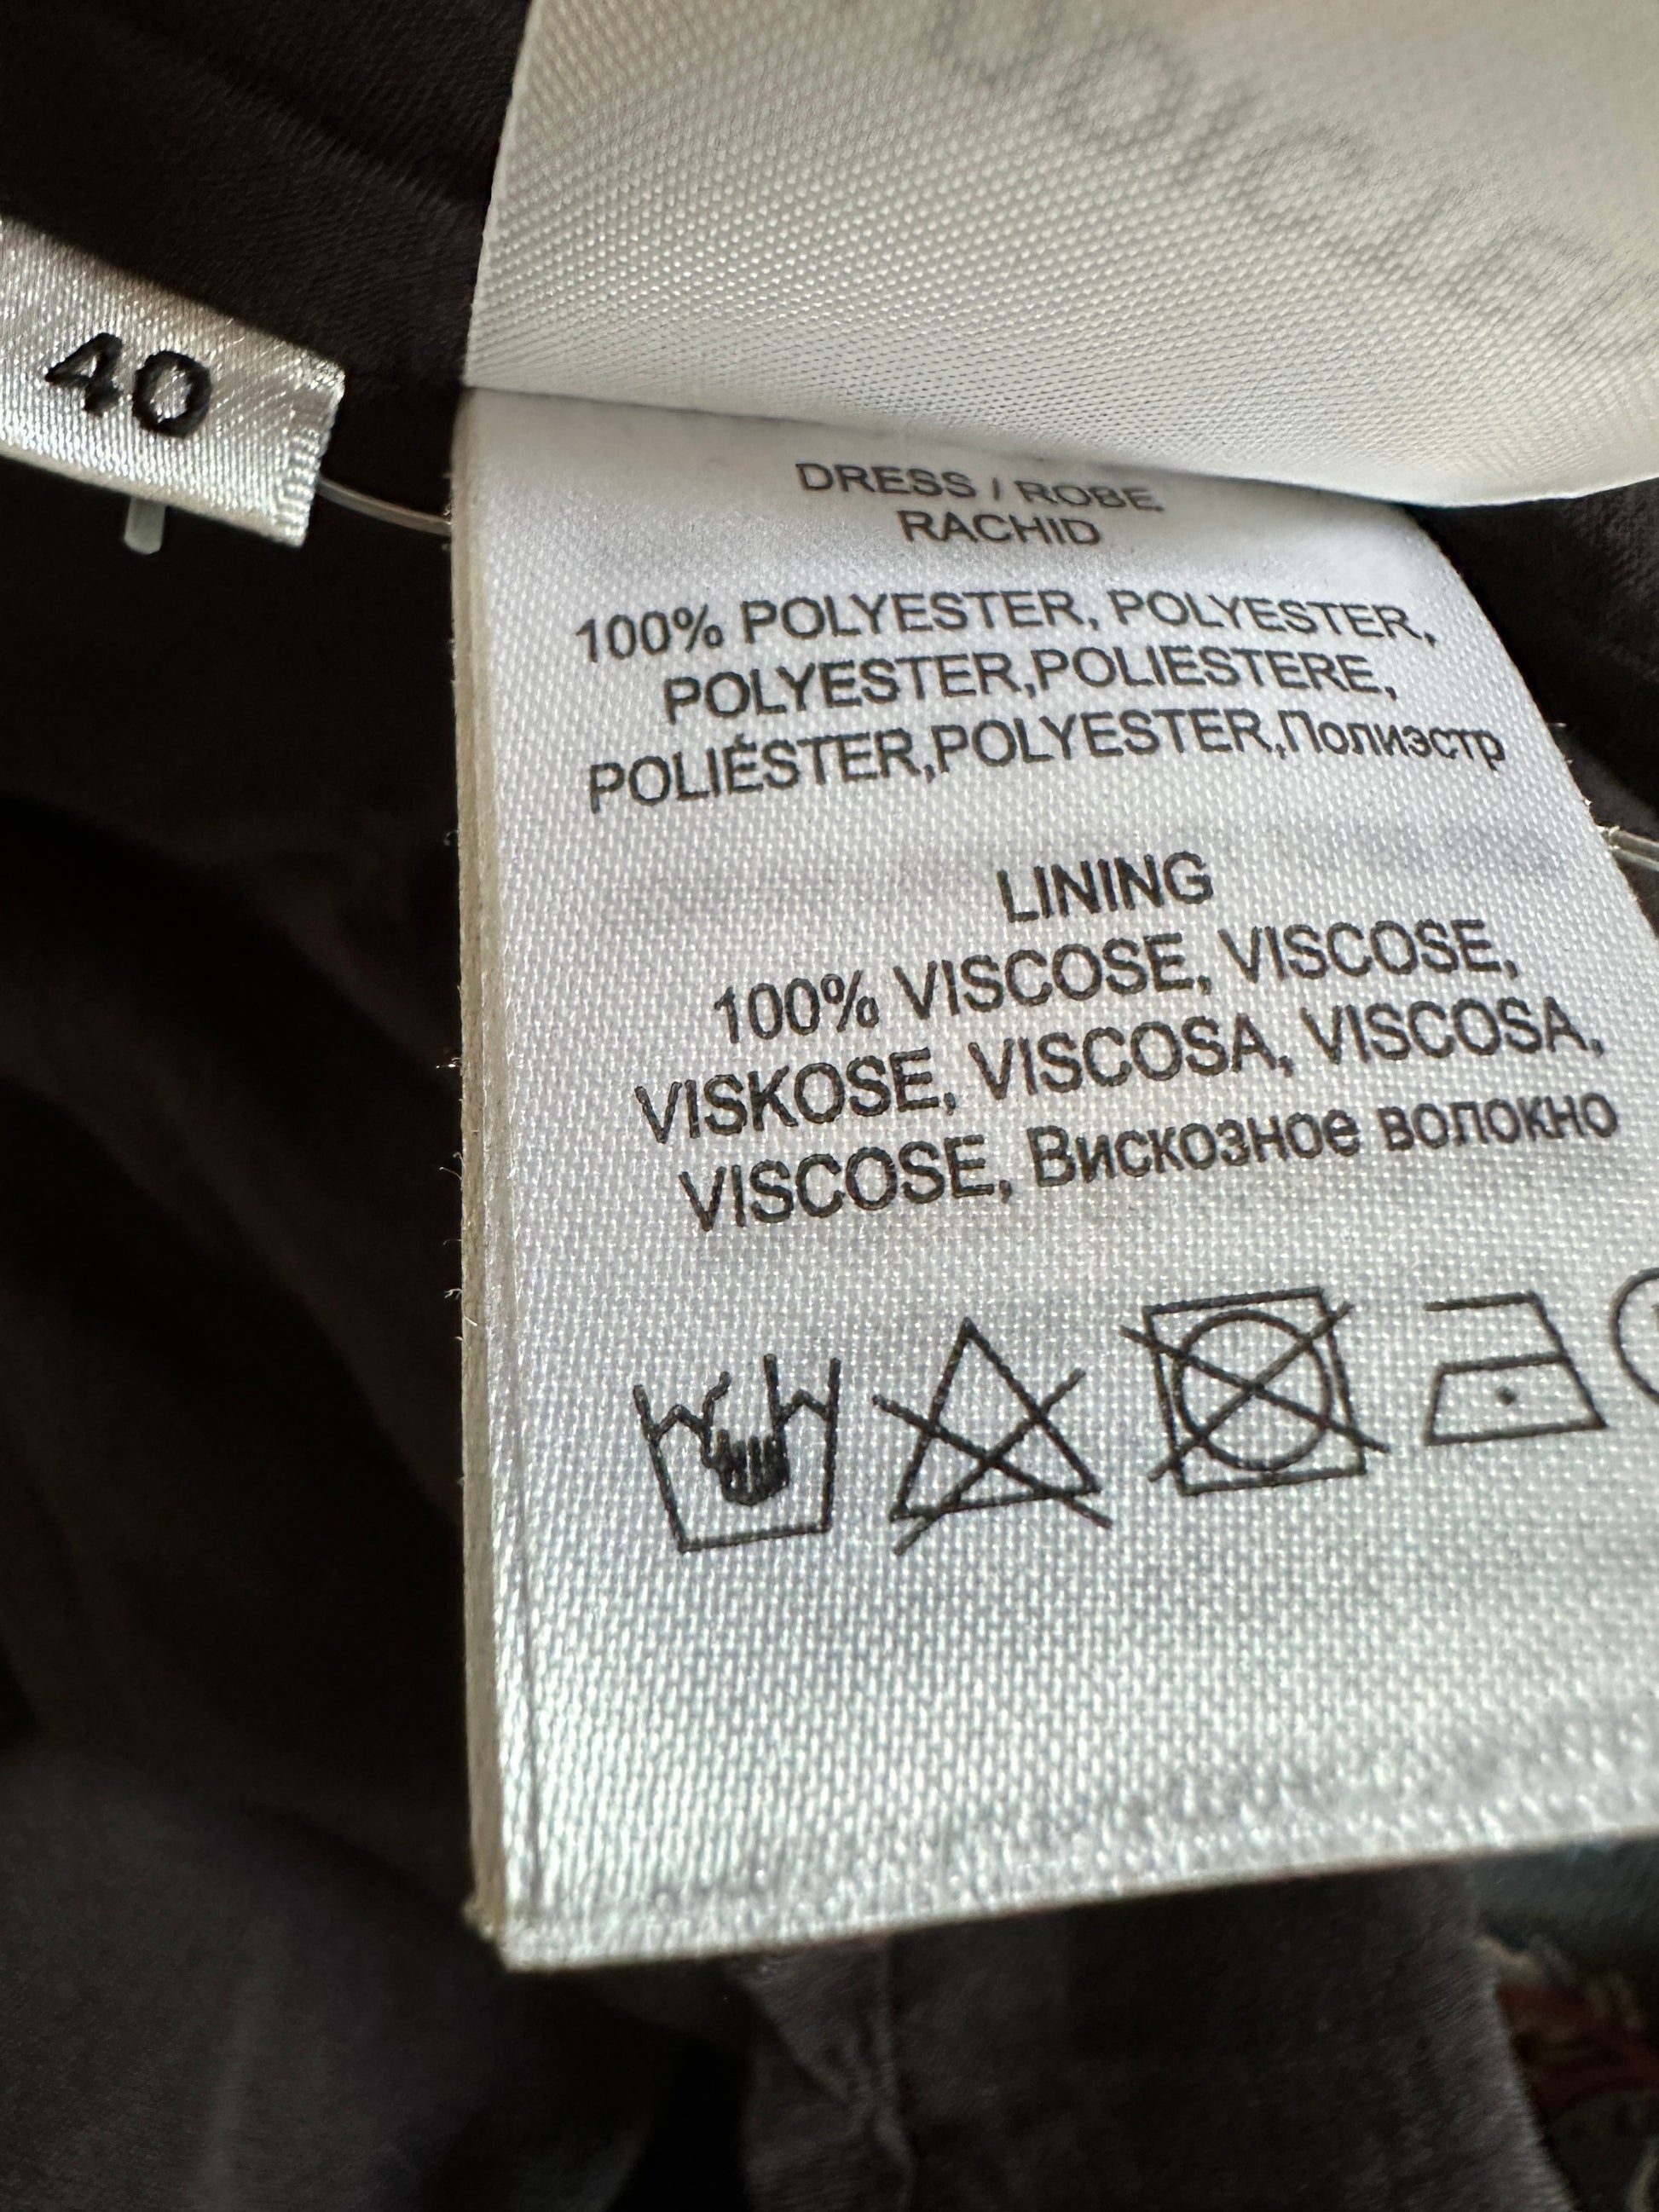 40
DRESS / ROBE
RACHID
100% POLYESTER, POLYESTER,
POLYESTER,POLIESTERE,
POLIÉSTER,POLYESTER,Полиэстр
LINING
100% VISCOSE, VISCOSE,
VISKOSE, VISCOSA, VISCOSA,
VISCOSE, Вискозное волокно